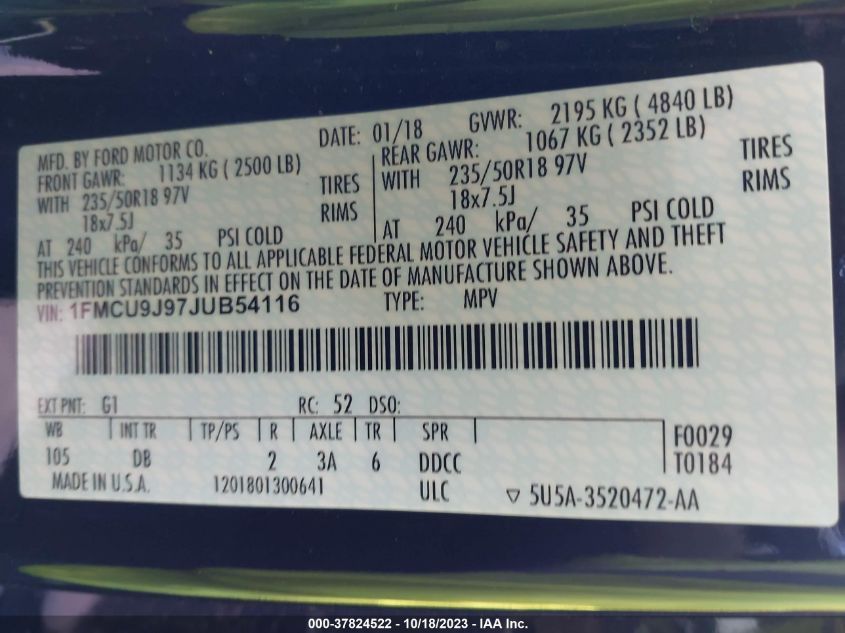 MFD. BY FORD MOTOR CO.
DATE: 01/18 GVWR: 2195 KG ( 4840 LB)
FRONT GAWR: 1134 KG ( 2500 LB)
REAR GAWR: 1067 KG ( 2352 LB)
WITH 235/50R18 97V TIRES
WITH 235/50R18 97V TIRES
18x7.5J RIMS
18x7.5J RIMS
AT 240 kPa/ 35 PSI COLD
AT 240 kPa/ 35 PSI COLD
THIS VEHICLE CONFORMS TO ALL APPLICABLE FEDERAL MOTOR VEHICLE SAFETY AND THEFT
PREVENTION STANDARDS IN EFFECT ON THE DATE OF MANUFACTURE SHOWN ABOVE.
VIN: 1FMCU9J97JUB54116 TYPE: MPV
EXT PNT: G1 RC: 52 DSO:
WB INT TR TP/PS R AXLE TR SPR F0029
105 DB 2 3A 6 DDCC T0184
MADE IN U.S.A. 1201801300641 ULC ▽ 5U5A-3520472-AA
000-37824522 - 10/18/2023 - IAA Inc.